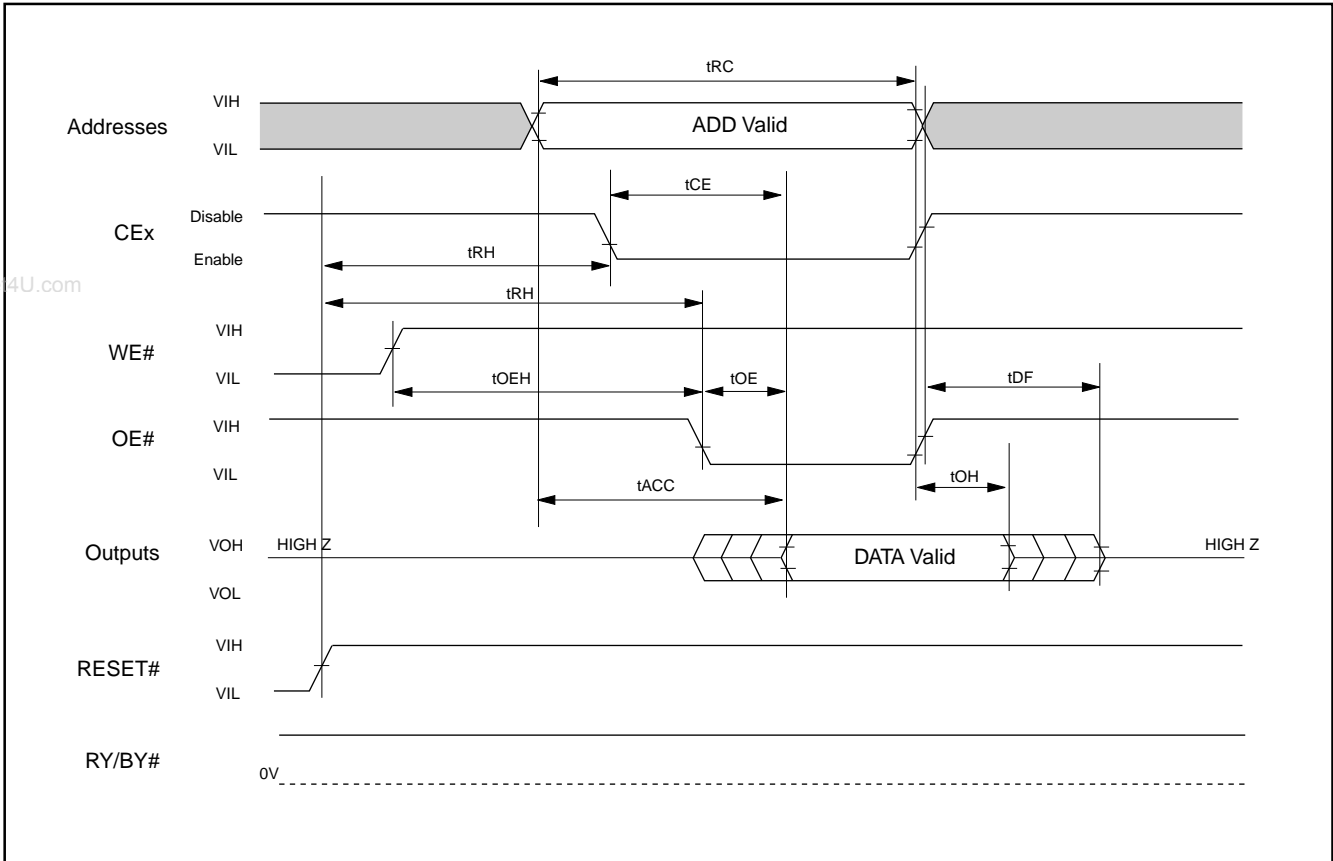 tRC
VIH
Addresses
ADD Valid
VIL
tCE
Disable
CEx
Enable
tRH
4U.com
tRH
VIH
WE#
VIL
tOEH
tOE
tDF
VIH
OE#
VIL
tACC
tOH
Outputs
VOH
HIGH Z
DATA Valid
HIGH Z
VOL
VIH
RESET#
VIL
RY/BY#
0V